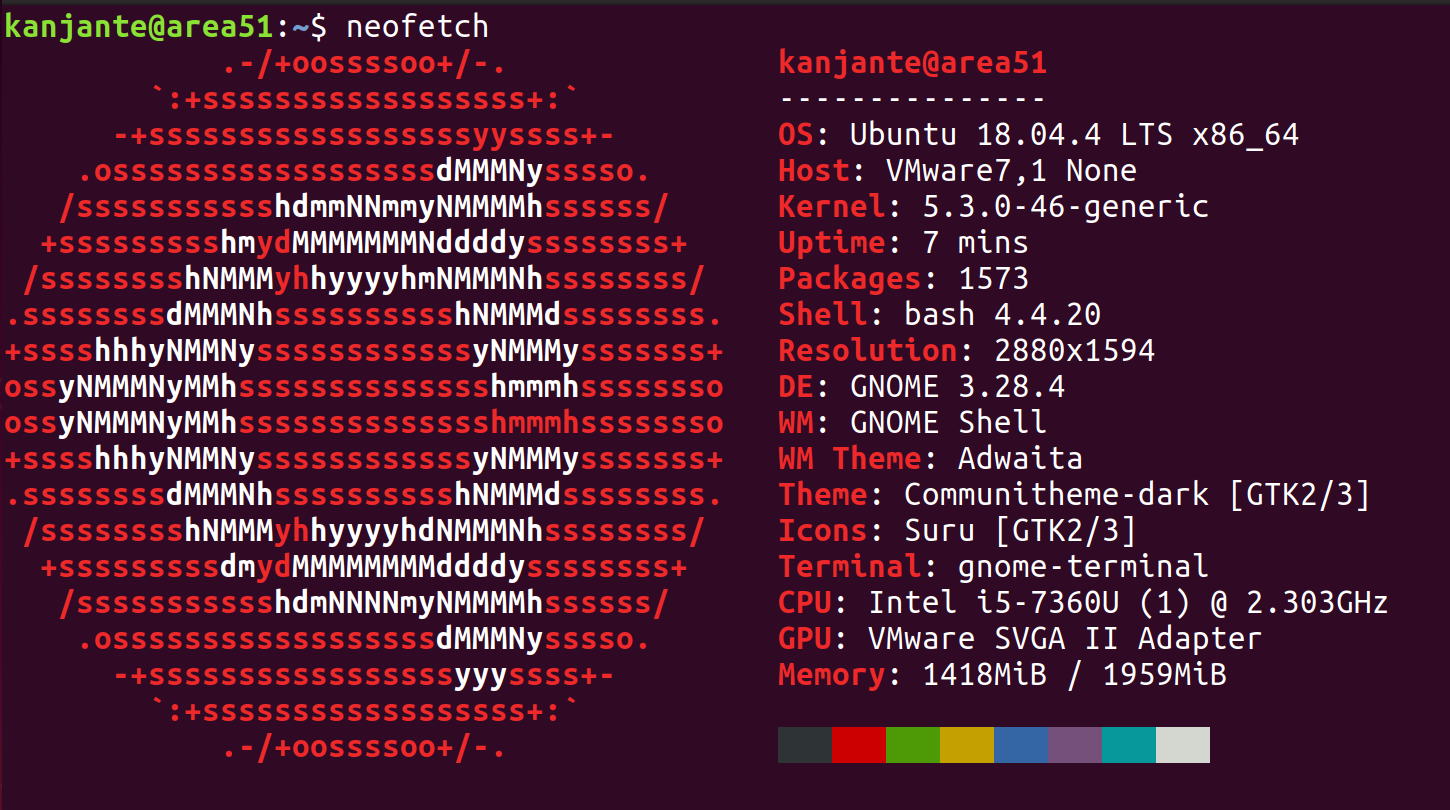 kanjante@area51:~$ neofetch
            .-/+oossssoo+/-.               kanjante@area51
        `:+ssssssssssssssssss+:`           ---------------
      -+ssssssssssssssssssyyssss+-         OS: Ubuntu 18.04.4 LTS x86_64
    .ossssssssssssssssssdMMMNysssso.       Host: VMware7,1 None
   /ssssssssssshdmmNNmmyNMMMMhssssss/      Kernel: 5.3.0-46-generic
  +ssssssssshmydMMMMMMMNddddyssssssss+     Uptime: 7 mins
 /sssssssshNMMMyhhyyyyhmNMMMNhssssssss/    Packages: 1573
.ssssssssdMMMNhsssssssssshNMMMdssssssss.   Shell: bash 4.4.20
+sssshhhyNMMNyssssssssssssyNMMMysssssss+   Resolution: 2880x1594
ossyNMMMNyMMhsssssssssssssshmmmhssssssso   DE: GNOME 3.28.4
ossyNMMMNyMMhsssssssssssssshmmmhssssssso   WM: GNOME Shell
+sssshhhyNMMNyssssssssssssyNMMMysssssss+   WM Theme: Adwaita
.ssssssssdMMMNhsssssssssshNMMMdssssssss.   Theme: Communitheme-dark [GTK2/3]
 /sssssssshNMMMyhhyyyyhdNMMMNhssssssss/    Icons: Suru [GTK2/3]
  +sssssssssdmydMMMMMMMMddddyssssssss+     Terminal: gnome-terminal
   /ssssssssssshdmNNNNmyNMMMMhssssss/      CPU: Intel i5-7360U (1) @ 2.303GHz
    .ossssssssssssssssssdMMMNysssso.       GPU: VMware SVGA II Adapter
      -+sssssssssssssssssyyyssss+-         Memory: 1418MiB / 1959MiB
        `:+ssssssssssssssssss+:`
            .-/+oossssoo+/-.